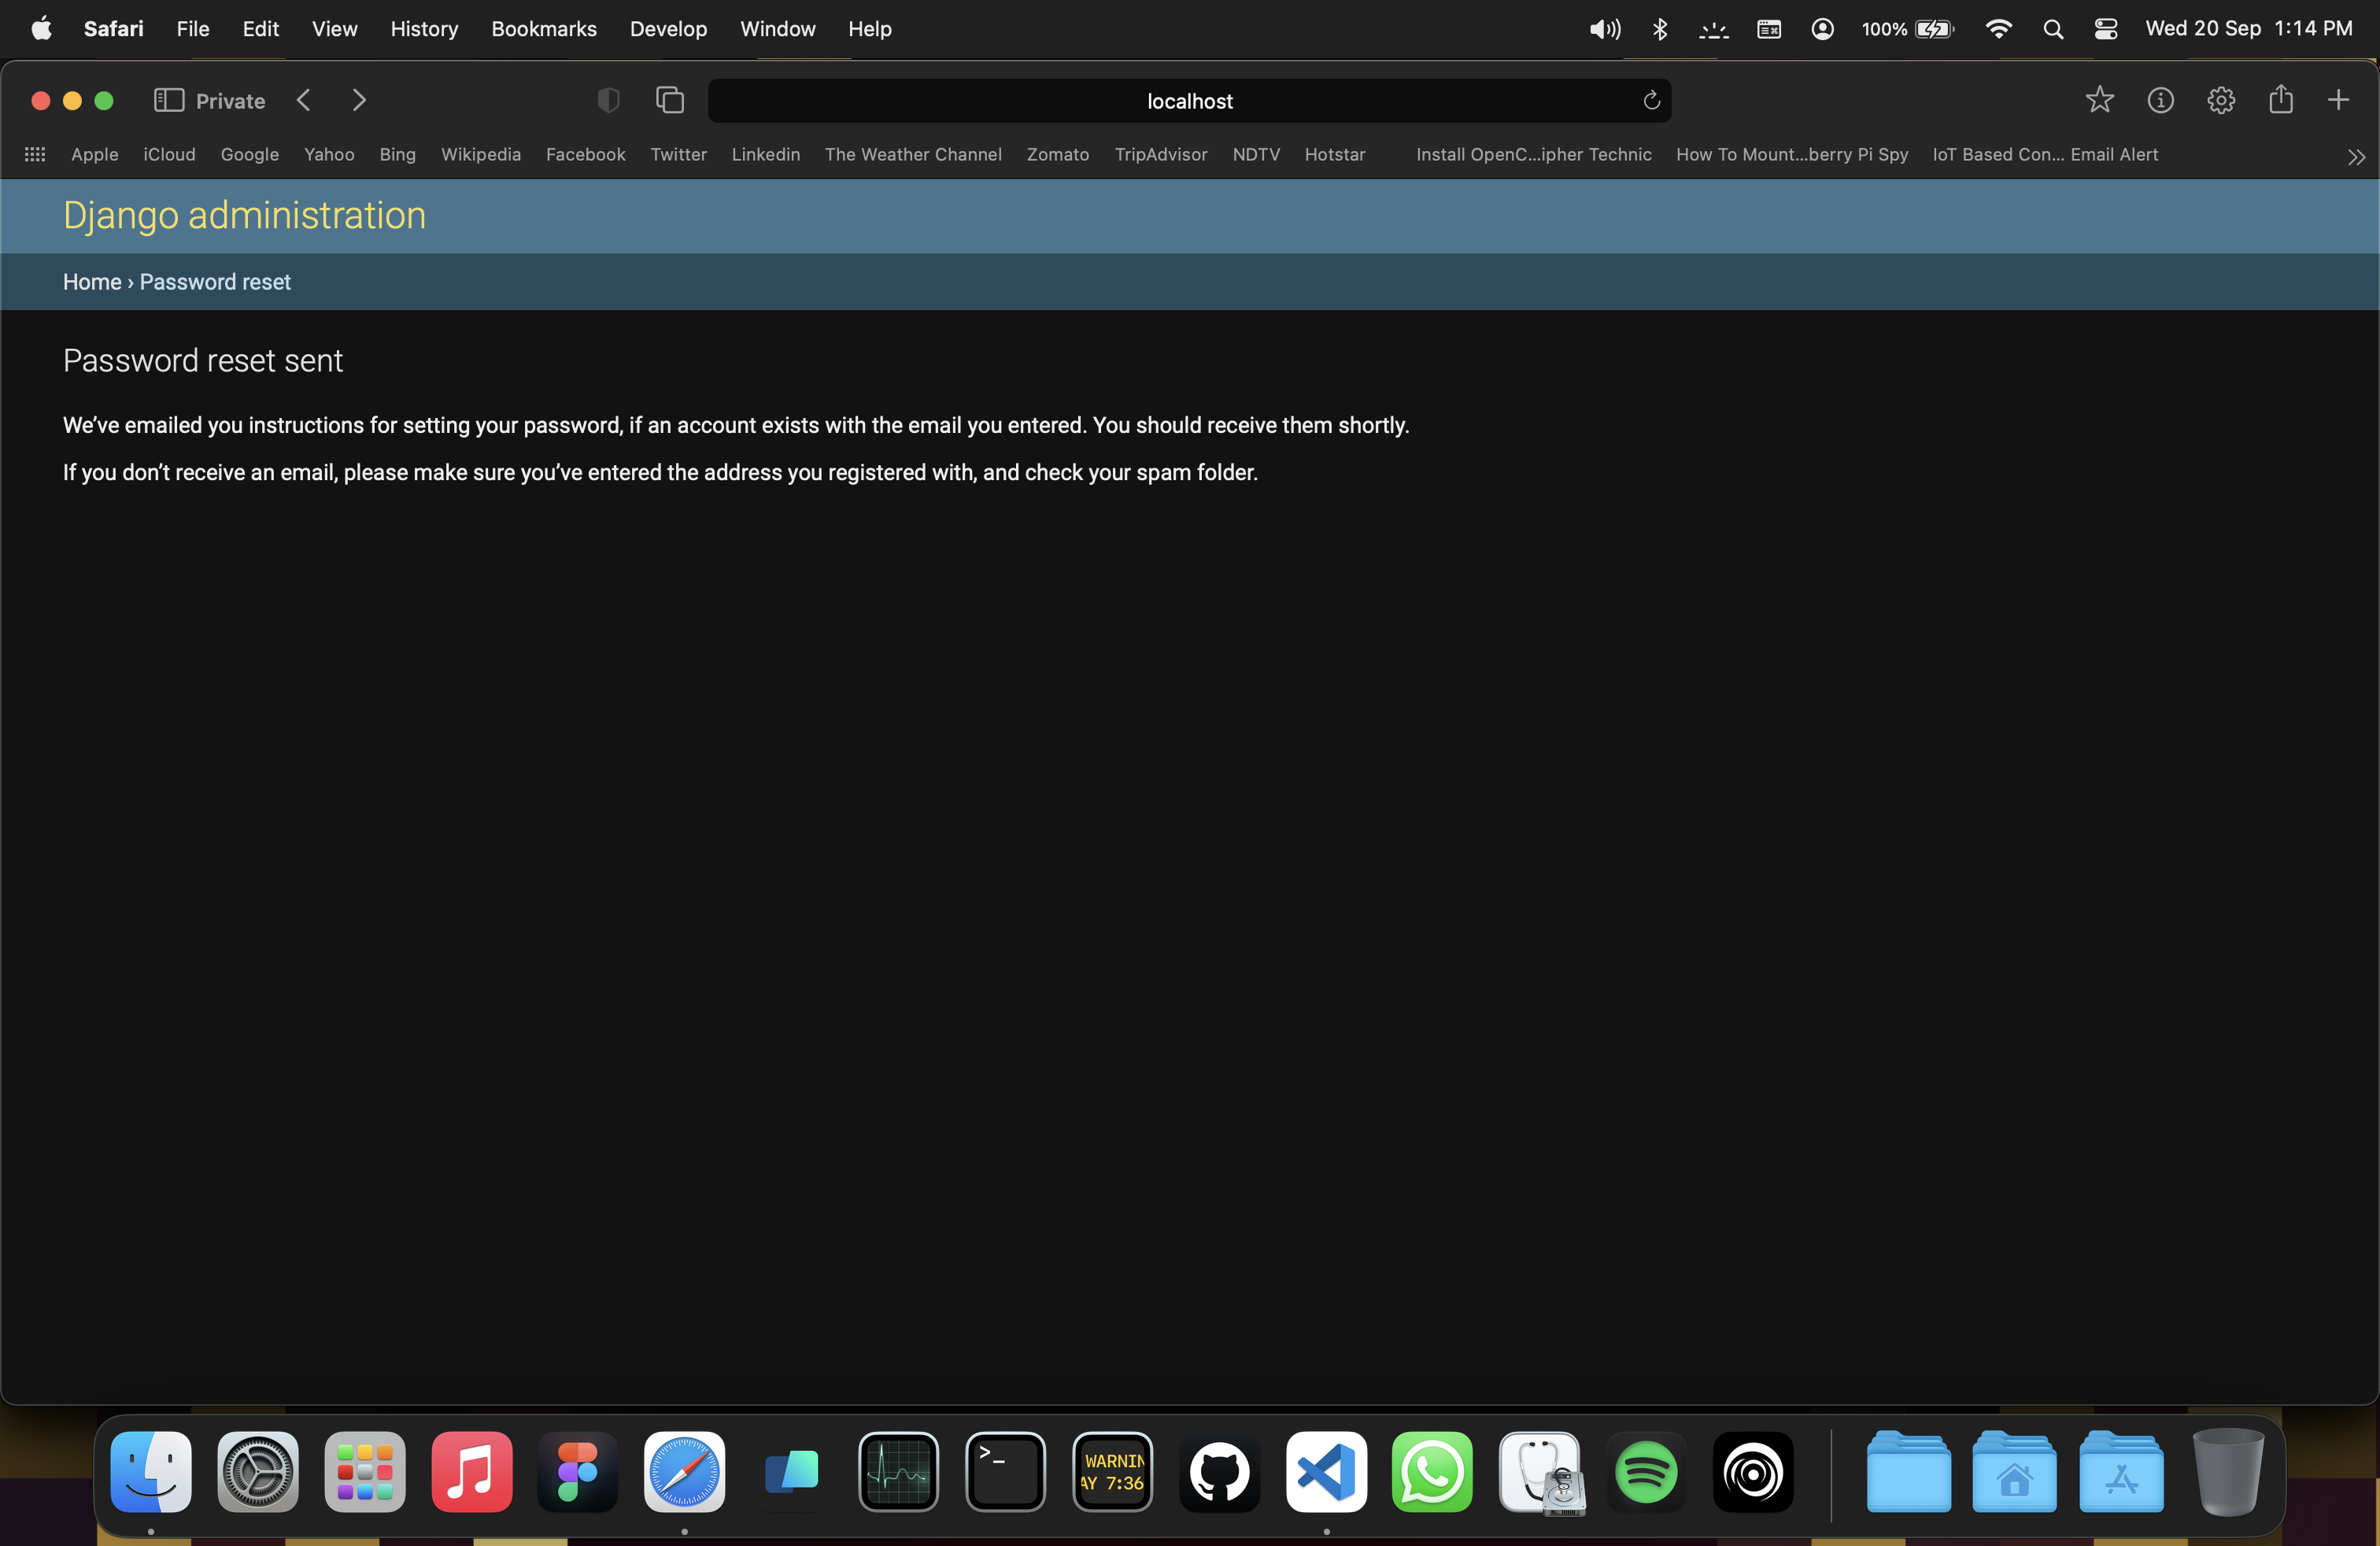 Safari File Edit View History Bookmarks Develop Window Help 100% Wed 20 Sep 1:14 PM
Private localhost
Apple iCloud Google Yahoo Bing Wikipedia Facebook Twitter Linkedin The Weather Channel Zomato TripAdvisor NDTV Hotstar Install OpenC...ipher Technic How To Mount...berry Pi Spy IoT Based Con... Email Alert
Django administration
Home › Password reset
Password reset sent
We’ve emailed you instructions for setting your password, if an account exists with the email you entered. You should receive them shortly.
If you don’t receive an email, please make sure you’ve entered the address you registered with, and check your spam folder.
>_
WARNIN
AY 7:36